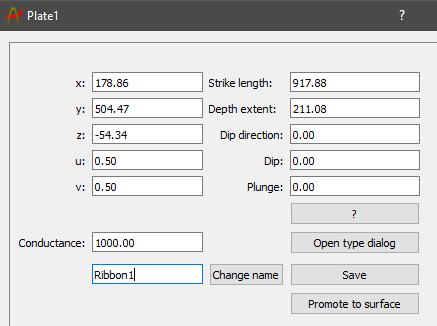 Plate1 ?
x: 178.86 Strike length: 917.88
y: 504.47 Depth extent: 211.08
z: -54.34 Dip direction: 0.00
u: 0.50 Dip: 0.00
v: 0.50 Plunge: 0.00
?
Conductance: 1000.00 Open type dialog
Ribbon1 Change name Save
Promote to surface